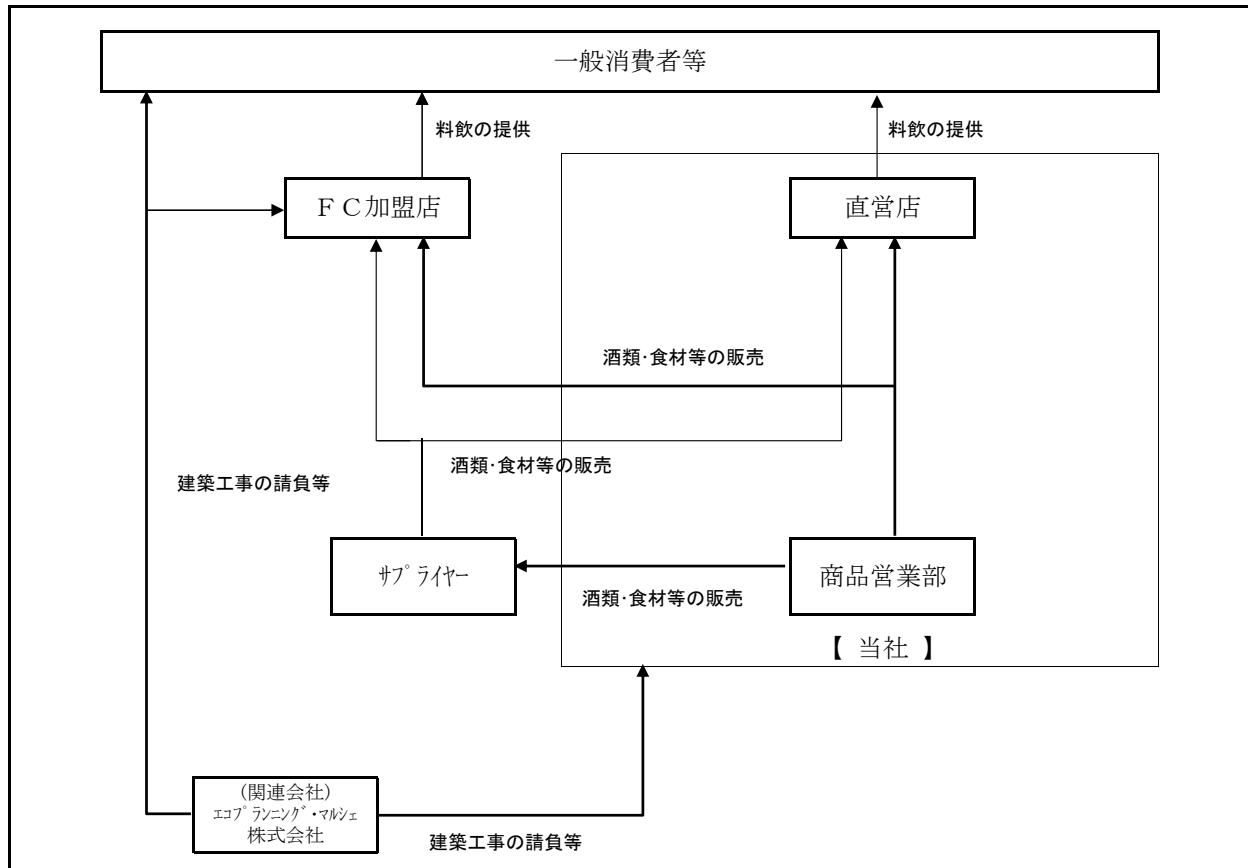 一般消費者等
料飲の提供
料飲の提供
ＦＣ加盟店
直営店
酒類･食材等の販売
酒類･食材等の販売
建築工事の請負等
ｻﾌﾟﾗｲﾔｰ
商品営業部
酒類･食材等の販売
【 当社 】
(関連会社)
ｴｺﾌﾟﾗﾝﾆﾝｸﾞ･ﾏﾙｼｪ
株式会社
建築工事の請負等